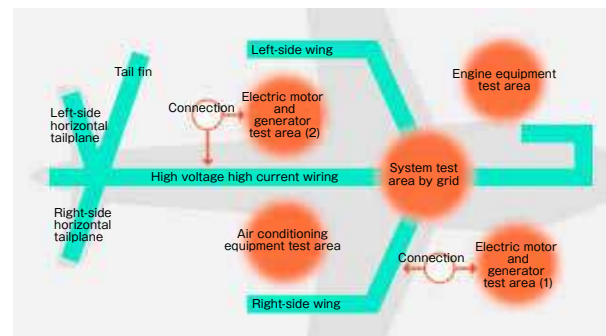 Left-side wing
Tail fin
Engine equipment
test area
Connection
Electric motor
and
generator
test area (2)
Left-side
horizontal
tailplane
System test
area by grid
High voltage high current wiring
Right-side
horizontal
tailplane
Air conditioning
equipment test area
Connection
Electric motor
and
generator
test area (1)
Right-side wing